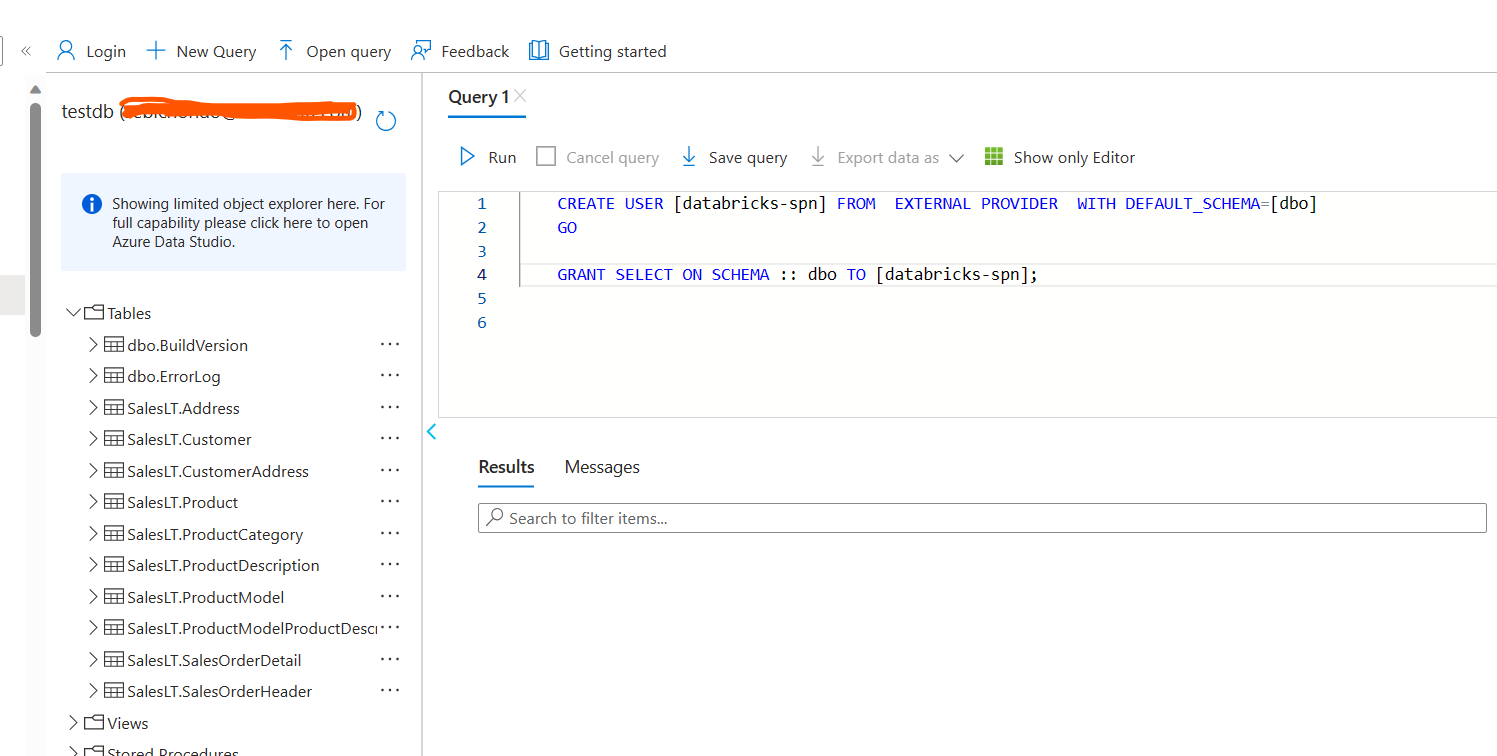 « Login New Query Open query Feedback Getting started
testdb (
Showing limited object explorer here. For
full capability please click here to open
Azure Data Studio.
Tables
dbo.BuildVersion ...
dbo.ErrorLog ...
SalesLT.Address ...
SalesLT.Customer ...
SalesLT.CustomerAddress ...
SalesLT.Product ...
SalesLT.ProductCategory ...
SalesLT.ProductDescription ...
SalesLT.ProductModel ...
SalesLT.ProductModelProductDescr...
SalesLT.SalesOrderDetail ...
SalesLT.SalesOrderHeader ...
Views
Stored Procedures
Query 1
Run Cancel query Save query Export data as Show only Editor
1 CREATE USER [databricks-spn] FROM  EXTERNAL PROVIDER  WITH DEFAULT_SCHEMA=[dbo]
2 GO
3
4 GRANT SELECT ON SCHEMA :: dbo TO [databricks-spn];
5
6
Results Messages
Search to filter items...